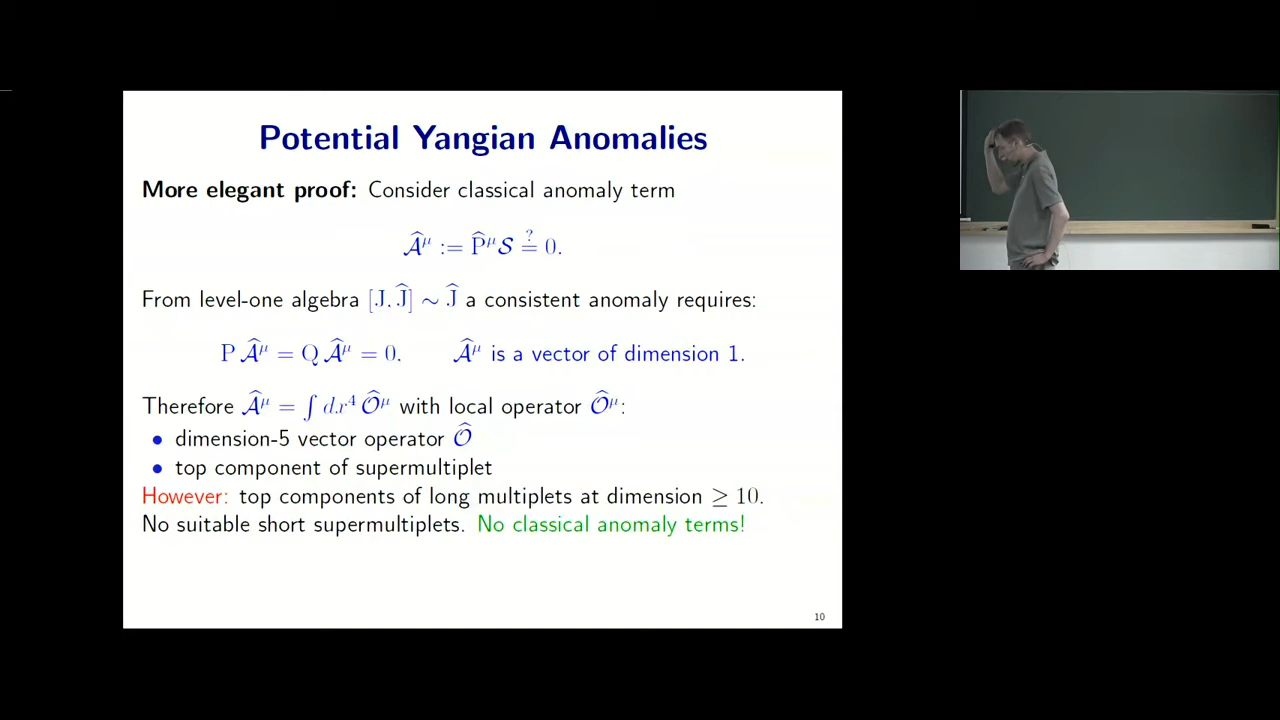 Potential Yangian Anomalies
More elegant proof: Consider classical anomaly term
𝒜̂^μ := P̂^μ 𝒮 ≟ 0.
From level-one algebra [J, Ĵ] ∼ Ĵ a consistent anomaly requires:
P 𝒜̂^μ = Q 𝒜̂^μ = 0,    𝒜̂^μ is a vector of dimension 1.
Therefore 𝒜̂^μ = ∫ dx^4 𝒪̂^μ with local operator 𝒪̂^μ:
• dimension-5 vector operator 𝒪̂
• top component of supermultiplet
However: top components of long multiplets at dimension ≥ 10.
No suitable short supermultiplets. No classical anomaly terms!
10